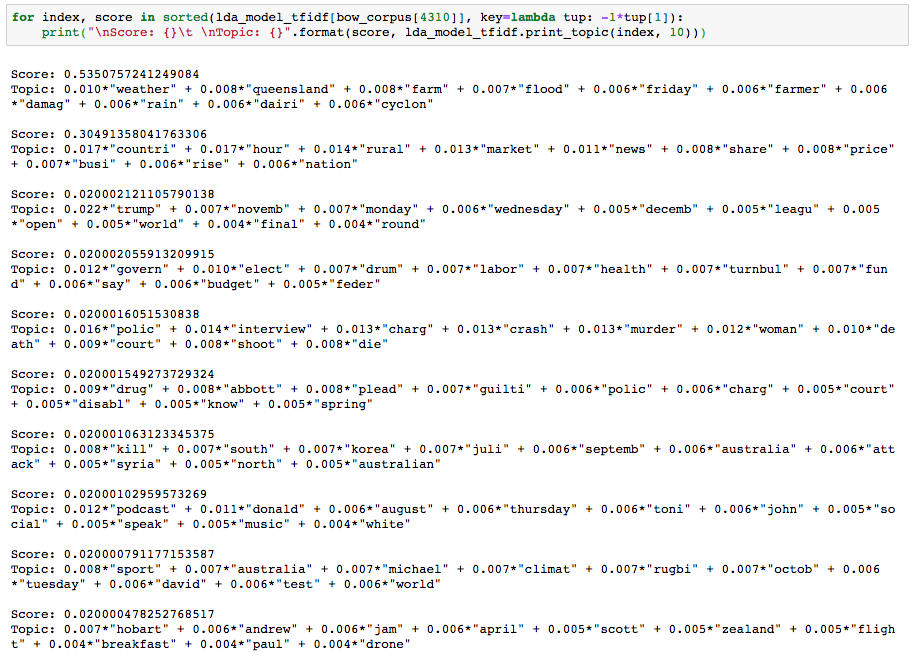 for index, score in sorted(lda_model_tfidf[bow_corpus[4310]], key=lambda tup: -1*tup[1]):
    print("\nScore: {}\t \nTopic: {}".format(score, lda_model_tfidf.print_topic(index, 10)))
Score: 0.5350757241249084
Topic: 0.010*"weather" + 0.008*"queensland" + 0.008*"farm" + 0.007*"flood" + 0.006*"friday" + 0.006*"farmer" + 0.006
*"damag" + 0.006*"rain" + 0.006*"dairi" + 0.006*"cyclon"
Score: 0.30491358041763306
Topic: 0.017*"countri" + 0.017*"hour" + 0.014*"rural" + 0.013*"market" + 0.011*"news" + 0.008*"share" + 0.008*"price"
+ 0.007*"busi" + 0.006*"rise" + 0.006*"nation"
Score: 0.020002121105790138
Topic: 0.022*"trump" + 0.007*"novemb" + 0.007*"monday" + 0.006*"wednesday" + 0.005*"decemb" + 0.005*"leagu" + 0.005
*"open" + 0.005*"world" + 0.004*"final" + 0.004*"round"
Score: 0.020002055913209915
Topic: 0.012*"govern" + 0.010*"elect" + 0.007*"drum" + 0.007*"labor" + 0.007*"health" + 0.007*"turnbul" + 0.007*"fun
d" + 0.006*"say" + 0.006*"budget" + 0.005*"feder"
Score: 0.0200016051530838
Topic: 0.016*"polic" + 0.014*"interview" + 0.013*"charg" + 0.013*"crash" + 0.013*"murder" + 0.012*"woman" + 0.010*"de
ath" + 0.009*"court" + 0.008*"shoot" + 0.008*"die"
Score: 0.020001549273729324
Topic: 0.009*"drug" + 0.008*"abbott" + 0.008*"plead" + 0.007*"guilti" + 0.006*"polic" + 0.006*"charg" + 0.005*"court"
+ 0.005*"disabl" + 0.005*"know" + 0.005*"spring"
Score: 0.020001063123345375
Topic: 0.008*"kill" + 0.007*"south" + 0.007*"korea" + 0.007*"juli" + 0.006*"septemb" + 0.006*"australia" + 0.006*"att
ack" + 0.005*"syria" + 0.005*"north" + 0.005*"australian"
Score: 0.02000102959573269
Topic: 0.012*"podcast" + 0.011*"donald" + 0.006*"august" + 0.006*"thursday" + 0.006*"toni" + 0.006*"john" + 0.005*"so
cial" + 0.005*"speak" + 0.005*"music" + 0.004*"white"
Score: 0.020000791177153587
Topic: 0.008*"sport" + 0.007*"australia" + 0.007*"michael" + 0.007*"climat" + 0.007*"rugbi" + 0.007*"octob" + 0.006
*"tuesday" + 0.006*"david" + 0.006*"test" + 0.006*"world"
Score: 0.020000478252768517
Topic: 0.007*"hobart" + 0.006*"andrew" + 0.006*"jam" + 0.006*"april" + 0.005*"scott" + 0.005*"zealand" + 0.005*"fligh
t" + 0.004*"breakfast" + 0.004*"paul" + 0.004*"drone"